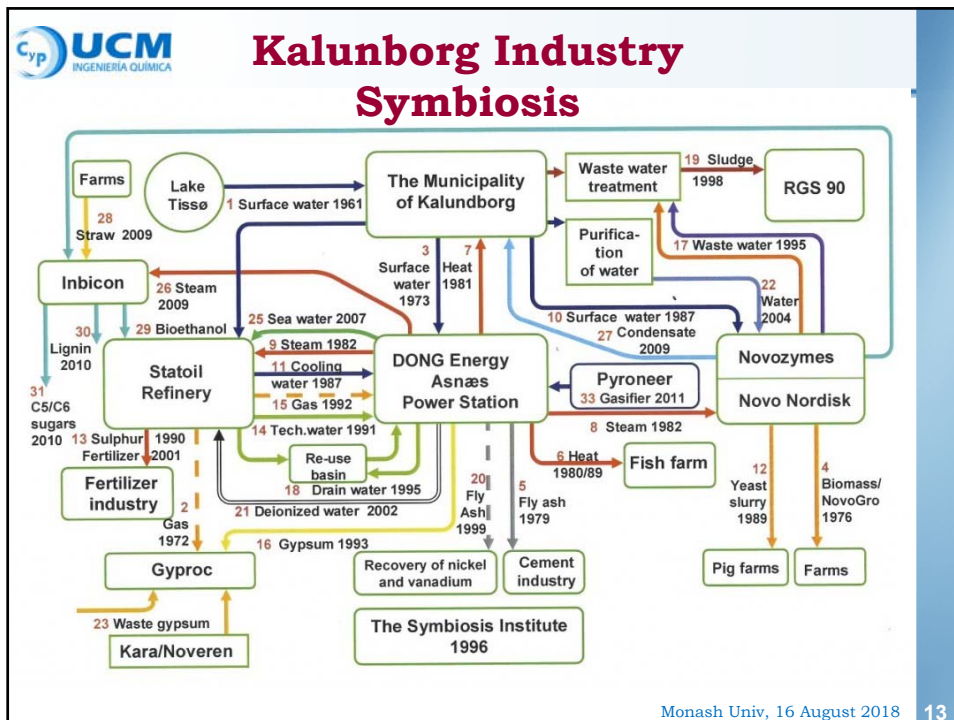 Cyp UCM
INGENIERÍA QUÍMICA
Kalunborg Industry
Symbiosis
Farms
Lake
Tissø
1 Surface water 1961
The Municipality
of Kalundborg
Waste water
treatment
19 Sludge
1998
RGS 90
28
Straw 2009
Purifica-
tion
of water
17 Waste water 1995
Inbicon
26 Steam
2009
3
Surface
water
1973
7
Heat
1981
22
Water
2004
10 Surface water 1987
27 Condensate
2009
30
Lignin
2010
29 Bioethanol
25 Sea water 2007
9 Steam 1982
11 Cooling
water 1987
15 Gas 1992
14 Tech.water 1991
Statoil
Refinery
DONG Energy
Asnæs
Power Station
Pyroneer
33 Gasifier 2011
Novozymes
Novo Nordisk
8 Steam 1982
31
C5/C6
sugars
2010
13 Sulphur 1990
Fertilizer 2001
Fertilizer
industry
Re-use
basin
18 Drain water 1995
21 Deionized water 2002
6 Heat
1980/89
Fish farm
2
Gas
1972
20
Fly
Ash
1999
5
Fly ash
1979
12
Yeast
slurry
1989
4
Biomass/
NovoGro
1976
16 Gypsum 1993
Gyproc
Recovery of nickel
and vanadium
Cement
industry
Pig farms
Farms
23 Waste gypsum
Kara/Noveren
The Symbiosis Institute
1996
Monash Univ, 16 August 2018 13